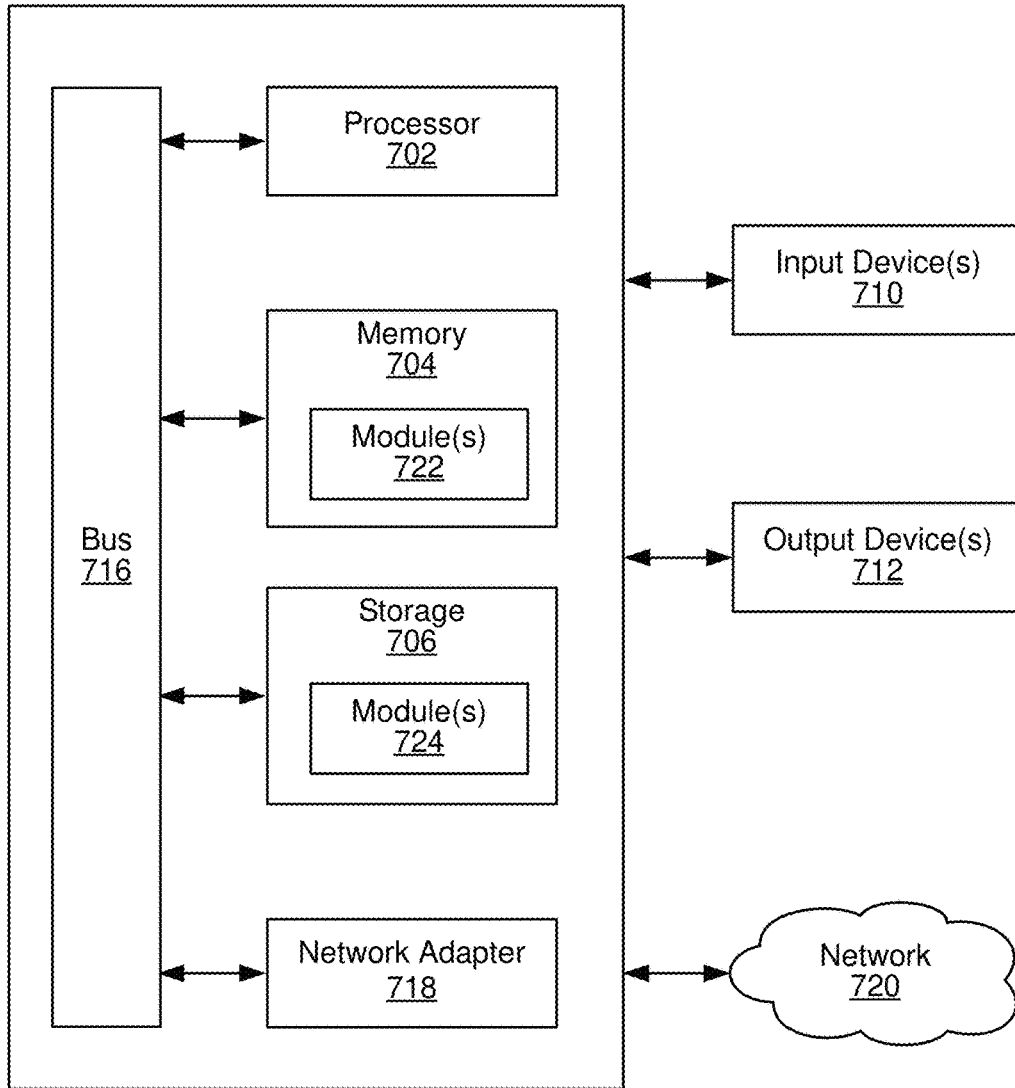 Processor
702
Input Device(s)
710
Memory
704
Module(s)
722
Bus
716
Output Device(s)
712
Storage
706
Module(s)
724
Network Adapter
718
Network
720